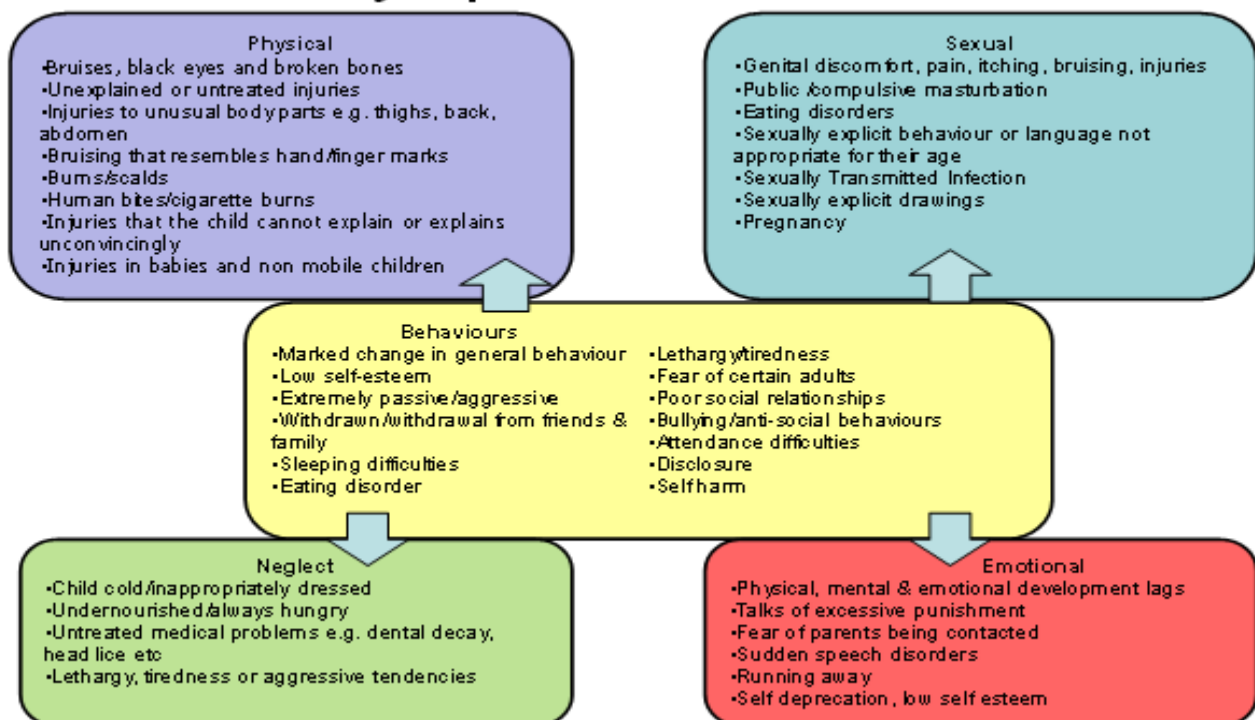 Physical
•Bruises, black eyes and broken bones
•Unexplained or untreated injuries
•Injuries to unusual body parts e.g. thighs, back,
abdomen
•Bruising that resembles hand/finger marks
•Burns/scalds
•Human bites/cigarette burns
•Injuries that the child cannot explain or explains
unconvincingly
•Injuries in babies and non mobile children
Sexual
•Genital discomfort, pain, itching, bruising, injuries
•Public /compulsive masturbation
•Eating disorders
•Sexually explicit behaviour or language not
appropriate for their age
•Sexually Transmitted Infection
•Sexually explicit drawings
•Pregnancy
Behaviours
•Marked change in general behaviour
•Low self-esteem
•Extremely passive/aggressive
•Withdrawn/withdrawal from friends &
family
•Sleeping difficulties
•Eating disorder
•Lethargy/tiredness
•Fear of certain adults
•Poor social relationships
•Bullying/anti-social behaviours
•Attendance difficulties
•Disclosure
•Self harm
Neglect
•Child cold/inappropriately dressed
•Undernourished/always hungry
•Untreated medical problems e.g. dental decay,
head lice etc
•Lethargy, tiredness or aggressive tendencies
Emotional
•Physical, mental & emotional development lags
•Talks of excessive punishment
•Fear of parents being contacted
•Sudden speech disorders
•Running away
•Self deprecation, low self esteem